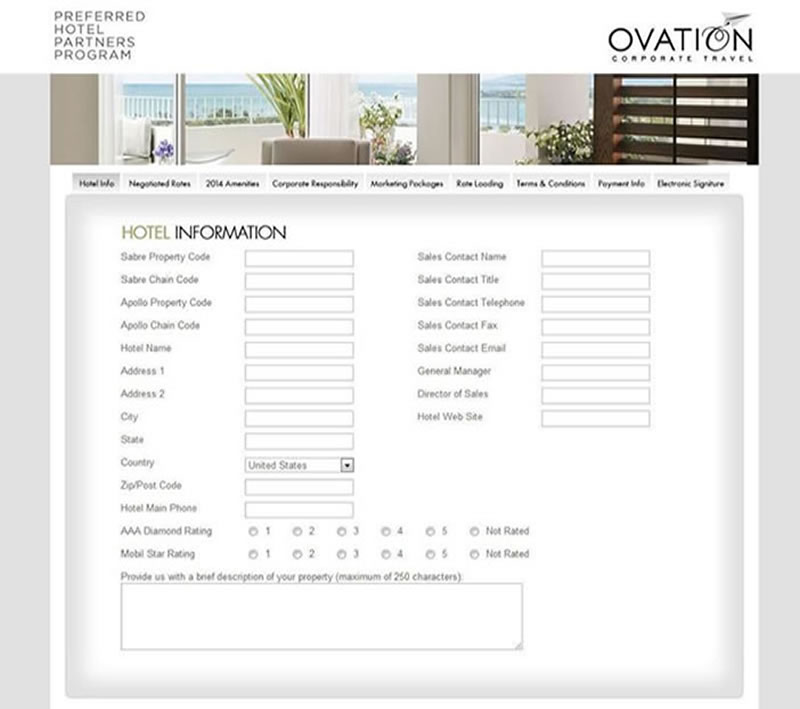 PREFERRED
HOTEL
PARTNERS
PROGRAM
OVATION
CORPORATE TRAVEL
Hotel Info Negotiated Rates 2014 Amenities Corporate Responsibility Marketing Packages Rate Loading Terms & Conditions Payment Info Electronic Signiture
HOTEL INFORMATION
Sabre Property Code Sales Contact Name
Sabre Chain Code Sales Contact Title
Apollo Property Code Sales Contact Telephone
Apollo Chain Code Sales Contact Fax
Hotel Name Sales Contact Email
Address 1 General Manager
Address 2 Director of Sales
City Hotel Web Site
State
Country United States
Zip/Post Code
Hotel Main Phone
AAA Diamond Rating 1 2 3 4 5 Not Rated
Mobil Star Rating 1 2 3 4 5 Not Rated
Provide us with a brief description of your property (maximum of 250 characters):